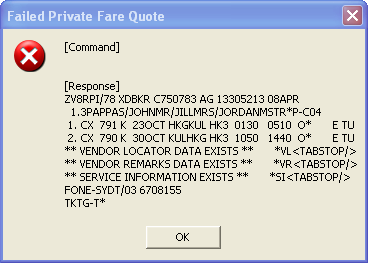 Failed Private Fare Quote
[Command]
[Response]
ZV8RPI/78 XDBKR C750783 AG 13305213 08APR
1.3PAPPAS/JOHNMR/JILLMRS/JORDANMSTR*P-C04
1. CX 791 K 23OCT HKGKUL HK3 0130 0510 O* E TU
2. CX 790 K 30OCT KULHKG HK3 1050 1440 O* E TU
** VENDOR LOCATOR DATA EXISTS ** *VL<TABSTOP/>
** VENDOR REMARKS DATA EXISTS ** *VR<TABSTOP/>
** SERVICE INFORMATION EXISTS ** *SI<TABSTOP/>
FONE-SYDT/03 6708155
TKTG-T*
OK